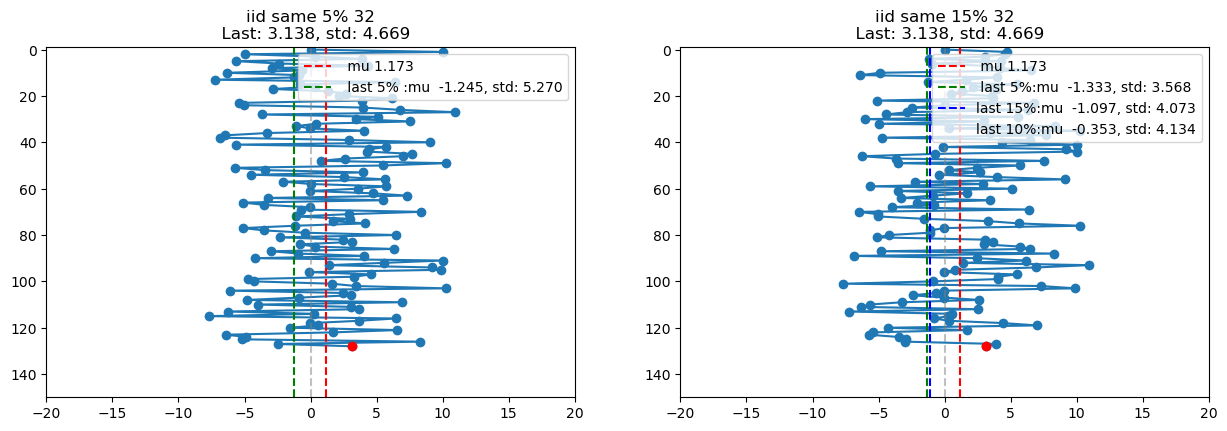 iid same 5% 32
Last: 3.138, std: 4.669
mu 1.173
last 5% :mu -1.245, std: 5.270
0
20
40
60
80
100
120
140
−20 −15 −10 −5 0 5 10 15 20
iid same 15% 32
Last: 3.138, std: 4.669
mu 1.173
last 5%:mu -1.333, std: 3.568
last 15%:mu -1.097, std: 4.073
last 10%:mu -0.353, std: 4.134
0
20
40
60
80
100
120
140
−20 −15 −10 −5 0 5 10 15 20